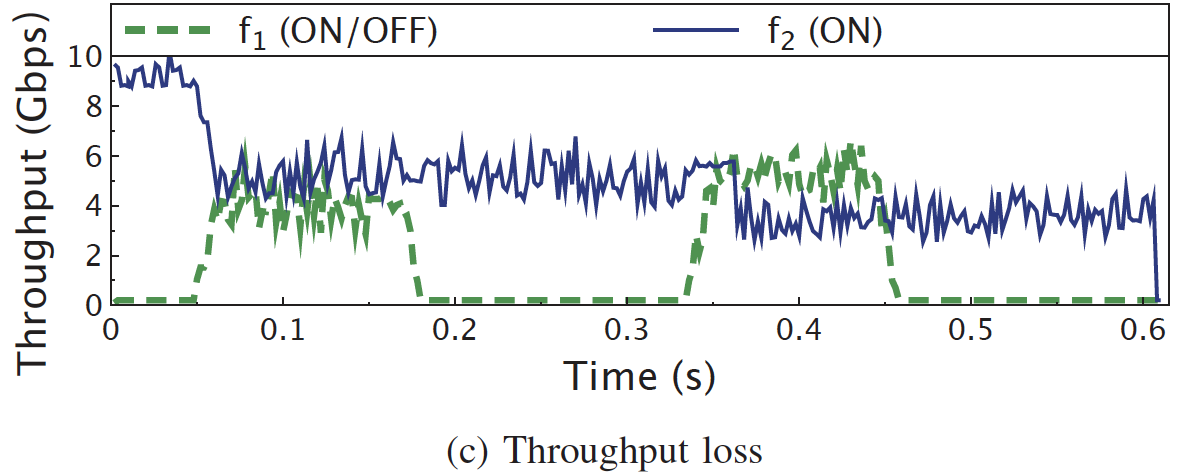 f1 (ON/OFF) f2 (ON)
Throughput (Gbps)
10
8
6
4
2
0
0 0.1 0.2 0.3 0.4 0.5 0.6
Time (s)
(c) Throughput loss